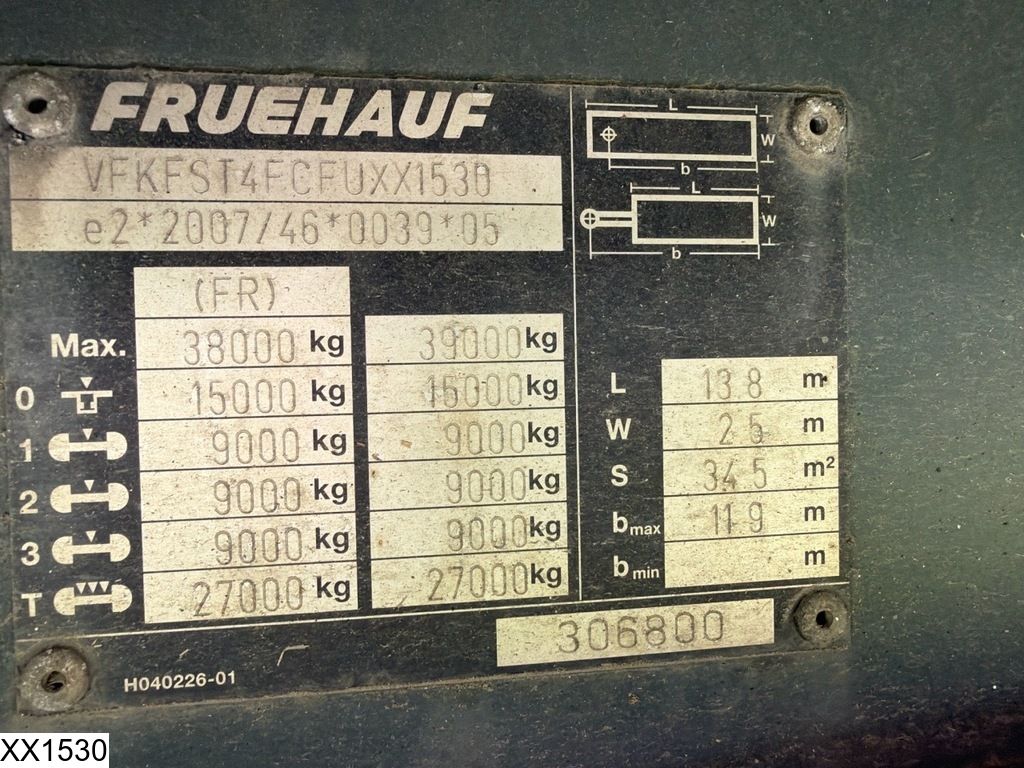 FRUEHAUF
VFKFST4FCFUXX1530
e2*2007/46*0039*05
(FR)
Max. 38000 kg 39000 kg
0 15000 kg 16000 kg
1 9000 kg 9000 kg
2 9000 kg 9000 kg
3 9000 kg 9000 kg
T 27000 kg 27000 kg
L
W
b
L
W
b
L 13.8 m
W 2.5 m
S 34.5 m²
bmax 11.9 m
bmin m
306800
H040226-01
XX1530